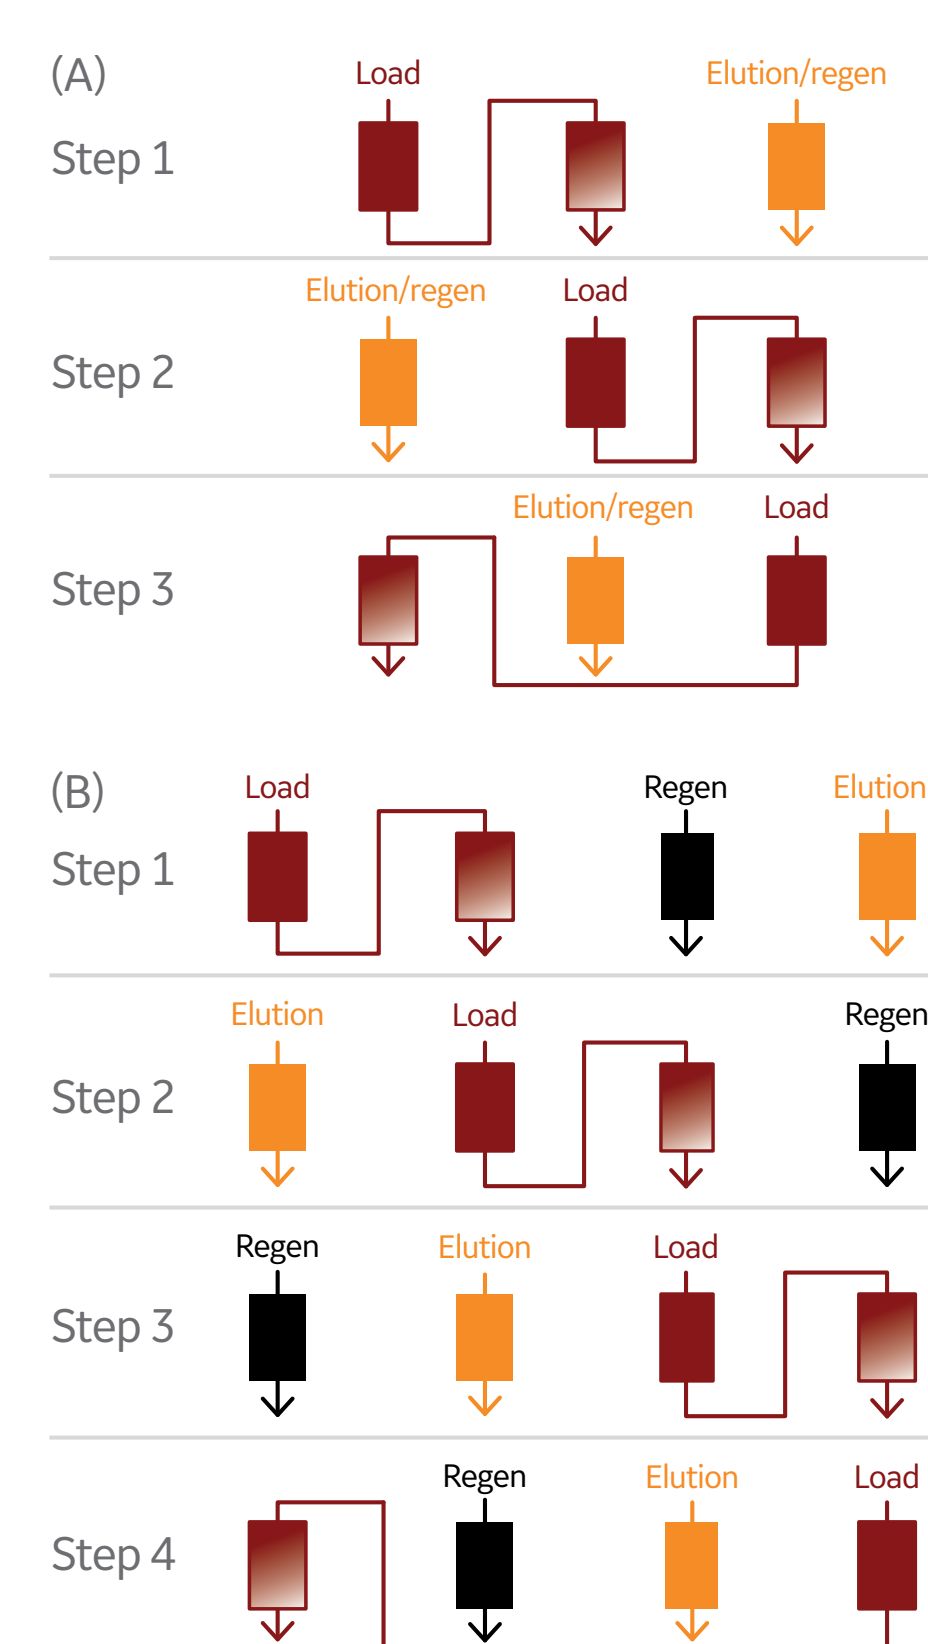 (A)
Load Elution/regen
Step 1
Elution/regen Load
Step 2
Elution/regen Load
Step 3
(B)
Load Regen Elution
Step 1
Elution Load Regen
Step 2
Regen Elution Load
Step 3
Regen Elution Load
Step 4